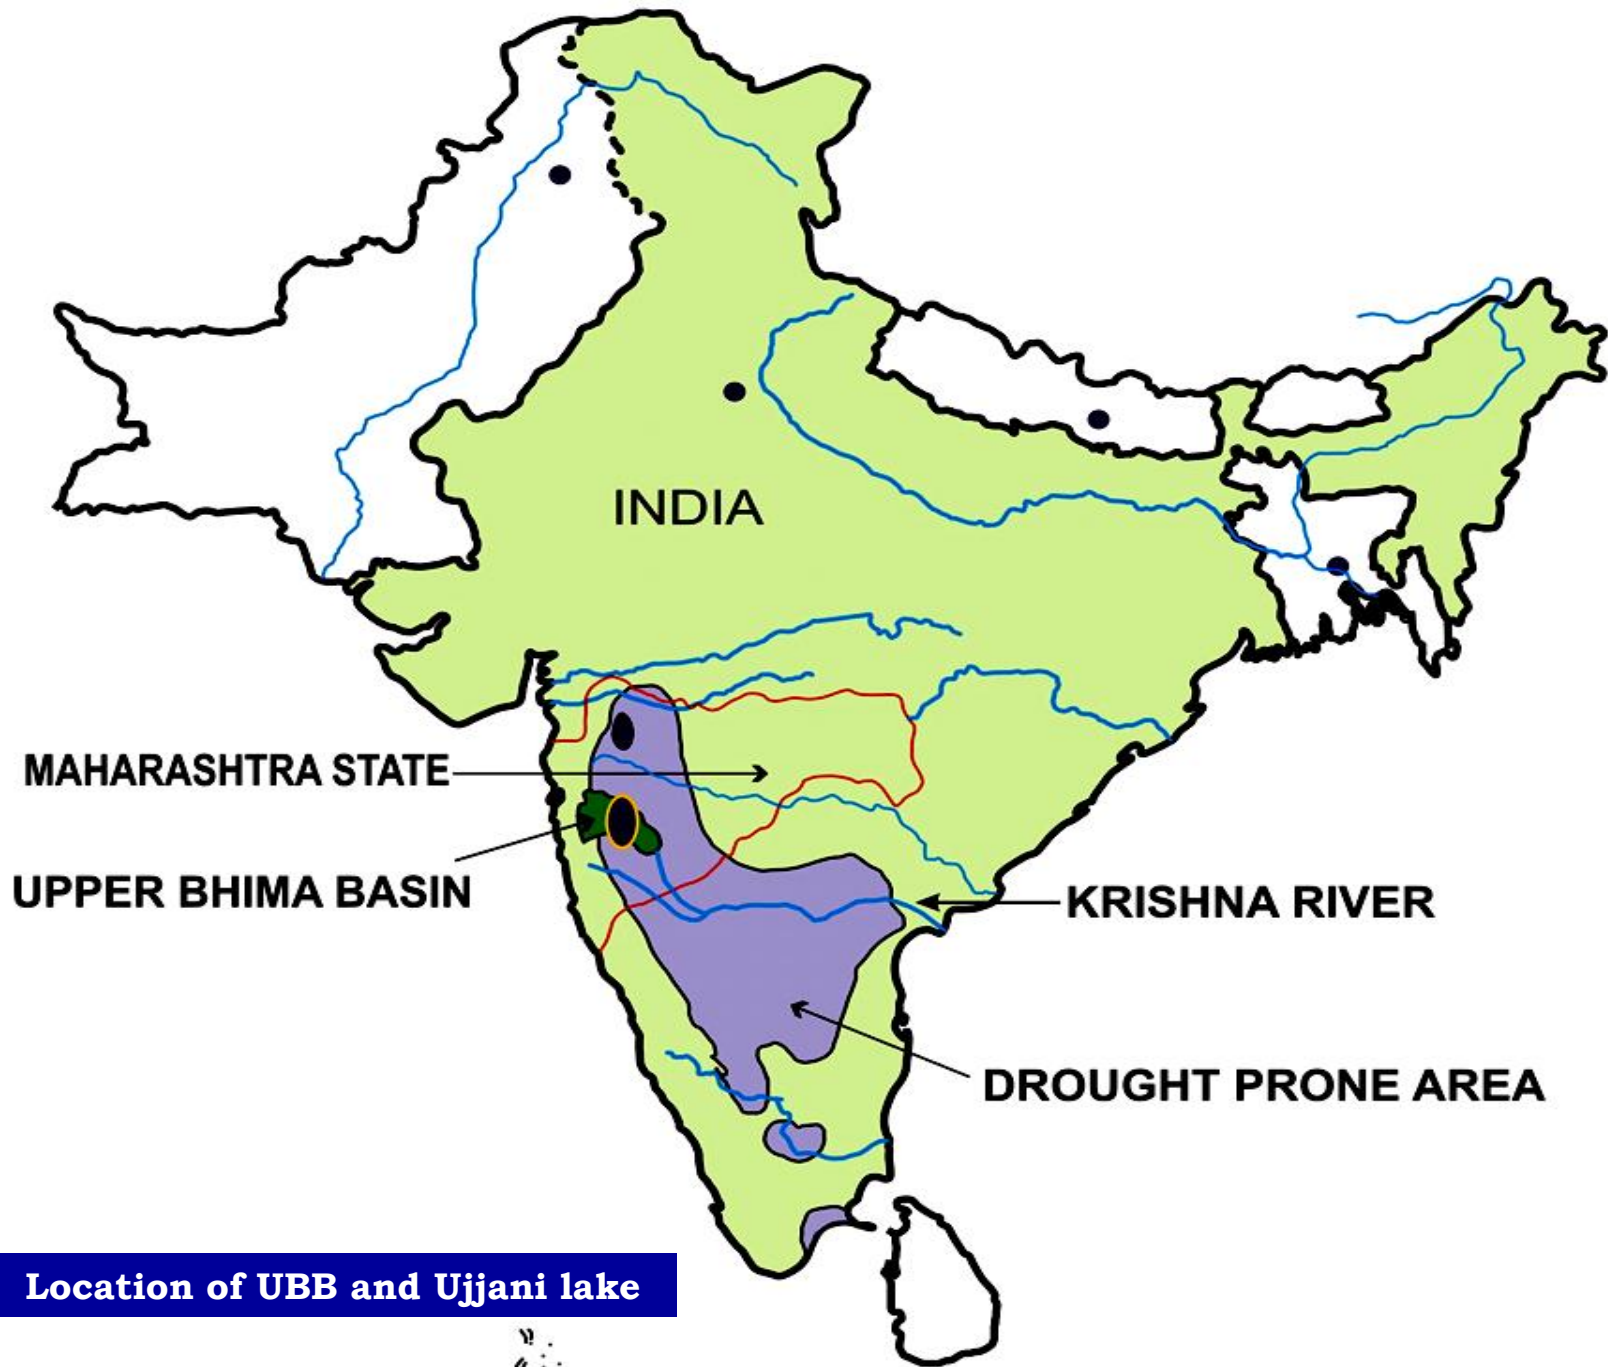 INDIA
MAHARASHTRA STATE
UPPER BHIMA BASIN
KRISHNA RIVER
DROUGHT PRONE AREA
Location of UBB and Ujjani lake